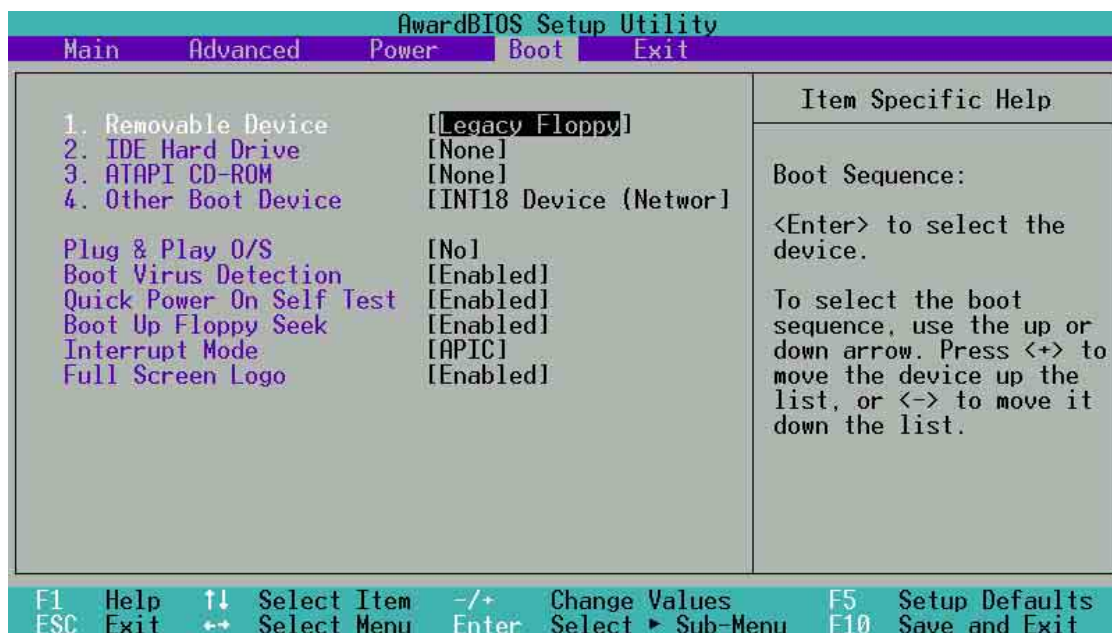 AwardBIOS Setup Utility
Main Advanced Power Boot Exit
1. Removable Device [Legacy Floppy]
2. IDE Hard Drive [None]
3. ATAPI CD-ROM [None]
4. Other Boot Device [INT18 Device (Networ]
Plug & Play O/S [No]
Boot Virus Detection [Enabled]
Quick Power On Self Test [Enabled]
Boot Up Floppy Seek [Enabled]
Interrupt Mode [APIC]
Full Screen Logo [Enabled]
Item Specific Help
Boot Sequence:
<Enter> to select the
device.
To select the boot
sequence, use the up or
down arrow. Press <+> to
move the device up the
list, or <-> to move it
down the list.
F1 Help ↑↓ Select Item -/+ Change Values F5 Setup Defaults
ESC Exit ←→ Select Menu Enter Select ► Sub-Menu F10 Save and Exit